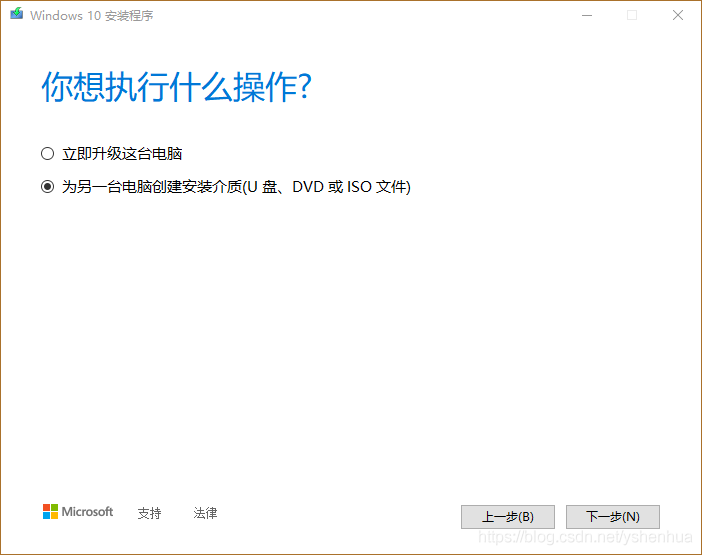 Windows 10 安装程序
你想执行什么操作?
立即升级这台电脑
为另一台电脑创建安装介质(U 盘、DVD 或 ISO 文件)
Microsoft 支持 法律 上一步(B) 下一步(N)
https://blog.csdn.net/yshenhua